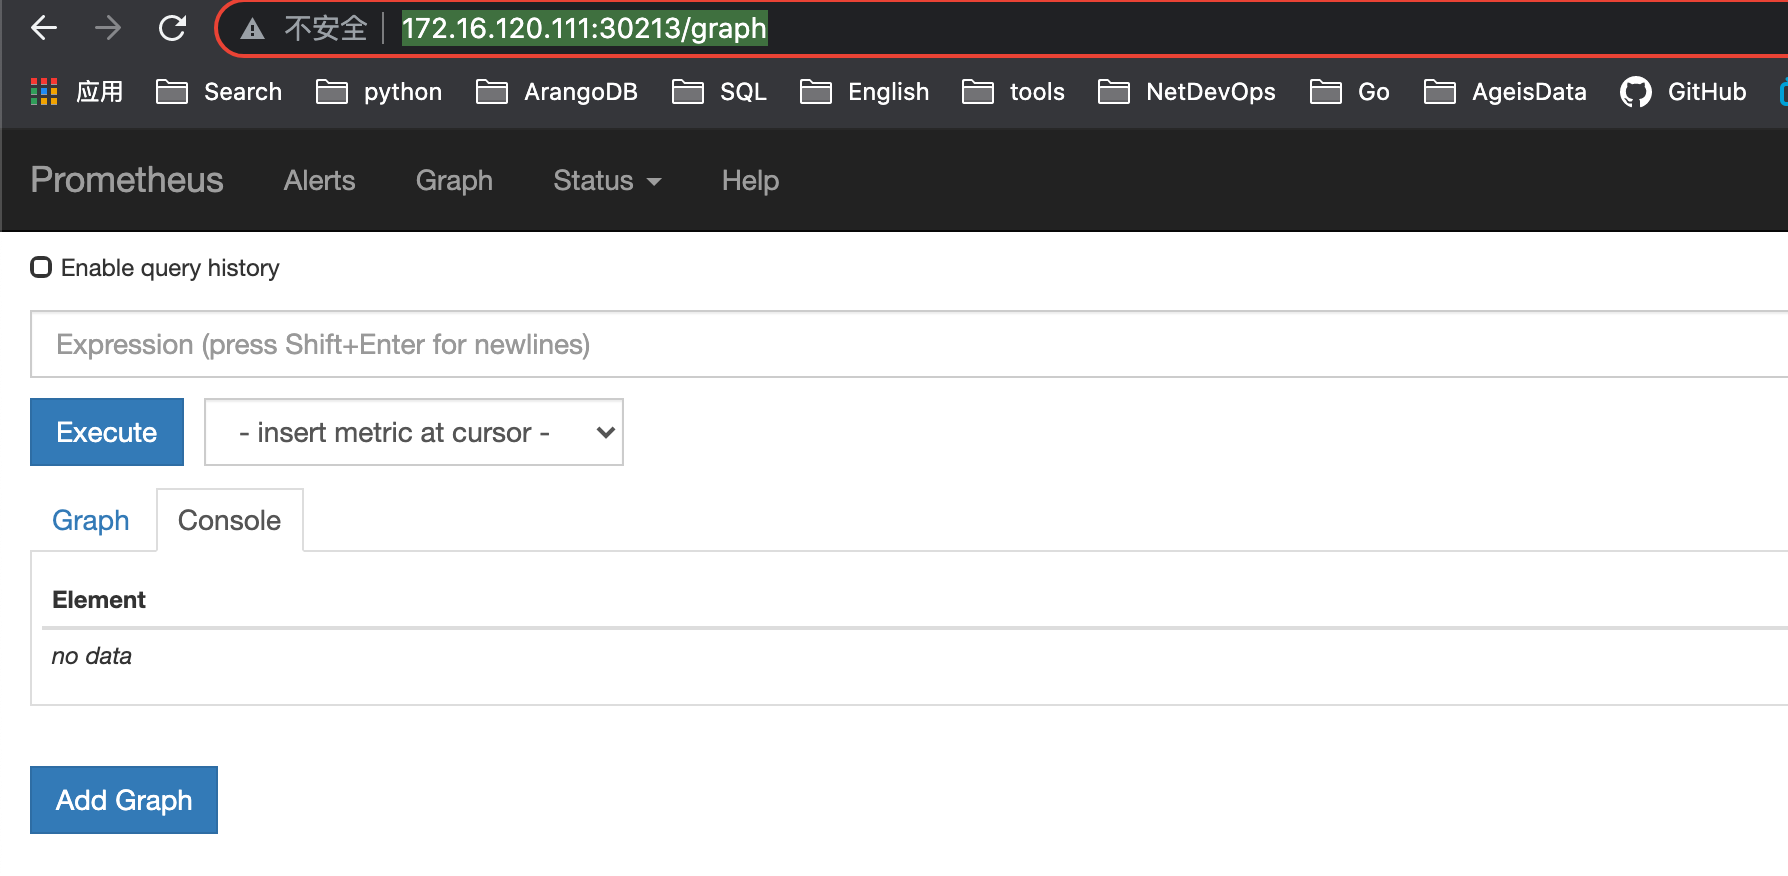 不安全 172.16.120.111:30213/graph
应用 Search python ArangoDB SQL English tools NetDevOps Go AgeisData GitHub
Prometheus Alerts Graph Status Help
Enable query history
Expression (press Shift+Enter for newlines)
Execute - insert metric at cursor -
Graph Console
Element
no data
Add Graph